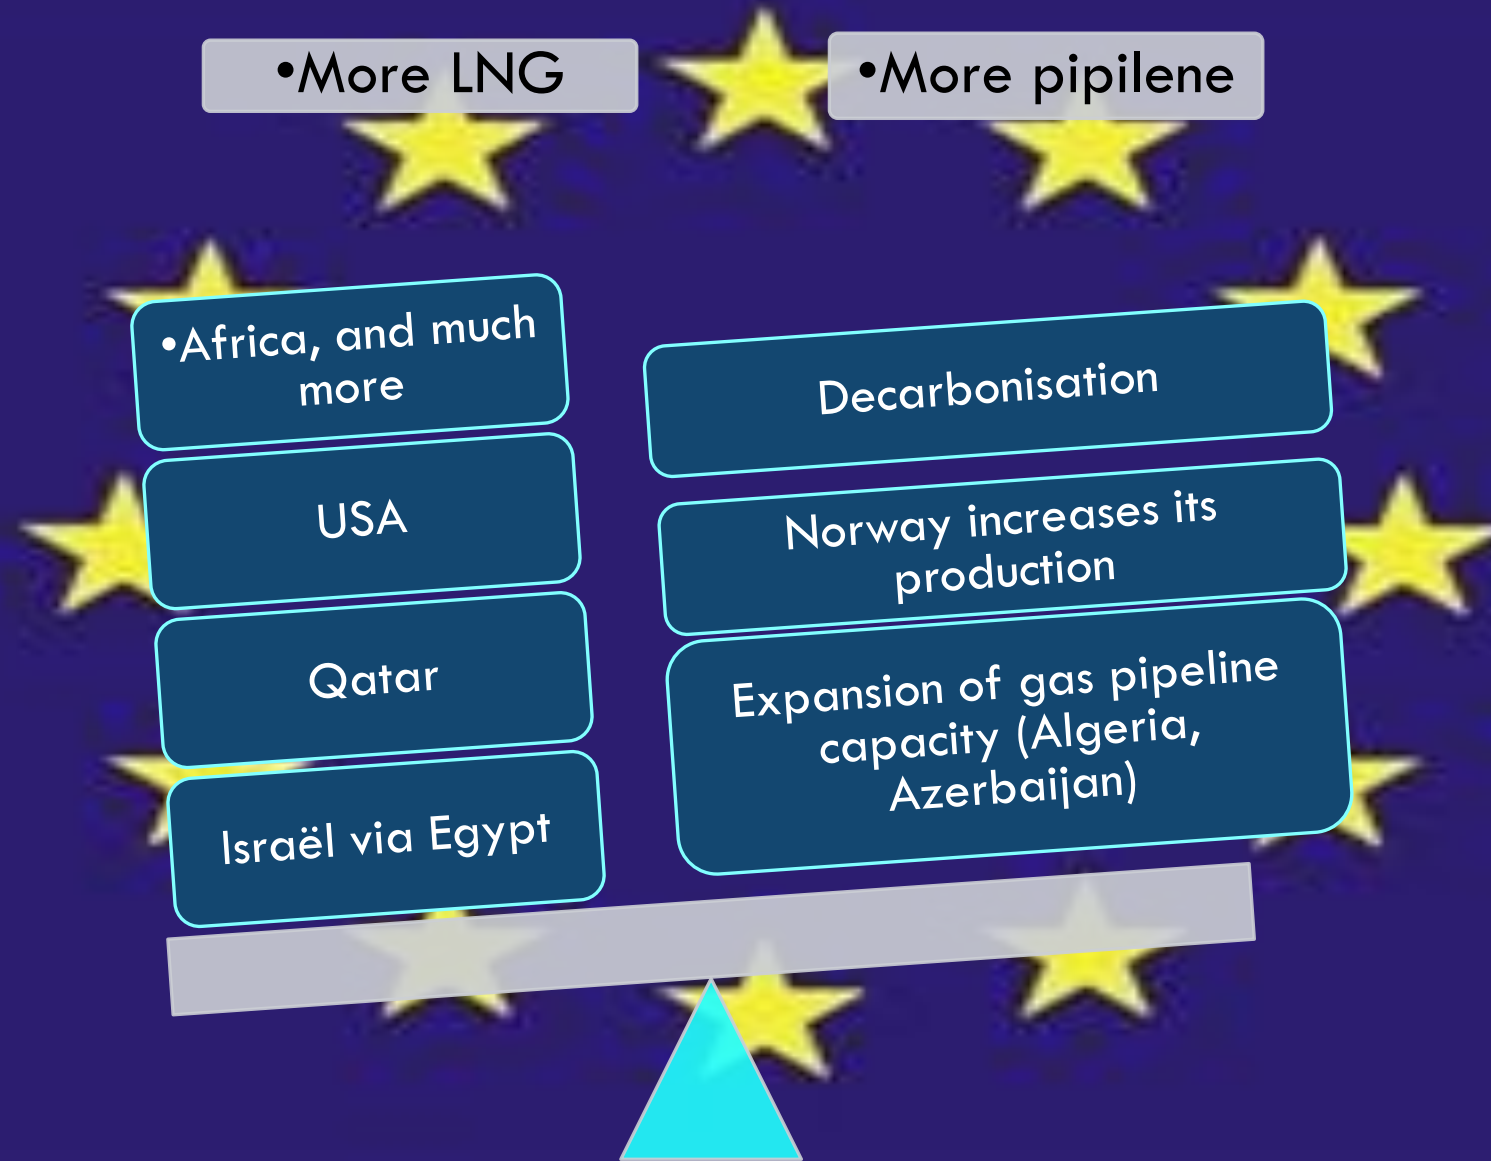 •More LNG
•More pipilene
•Africa, and much
more
USA
Qatar
Israël via Egypt
Decarbonisation
Norway increases its
production
Expansion of gas pipeline
capacity (Algeria,
Azerbaijan)